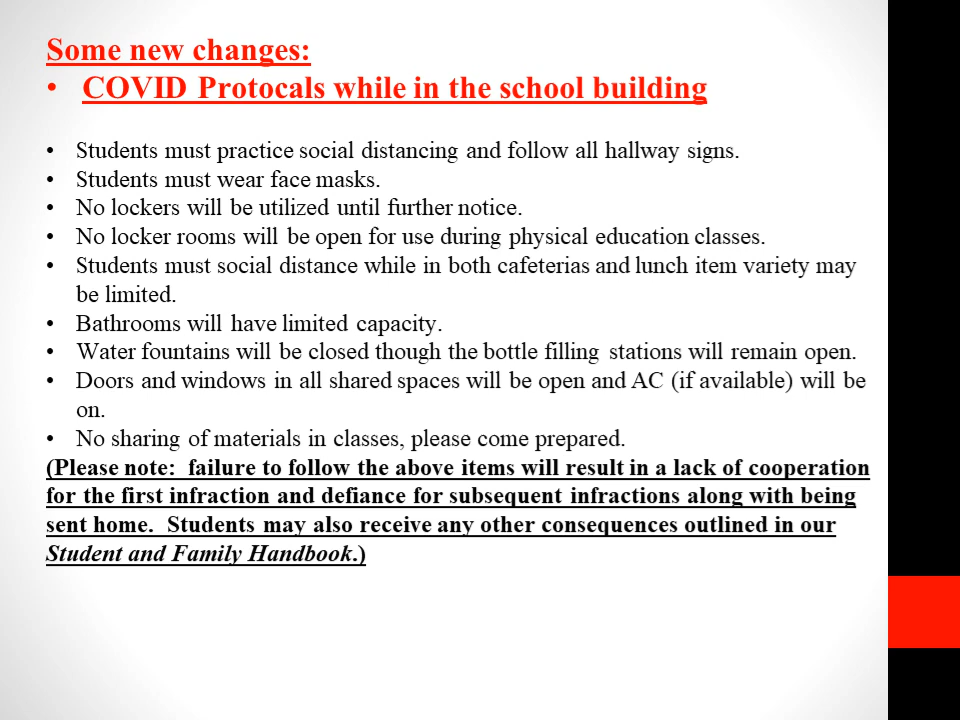 Some new changes:
• COVID Protocals while in the school building
• Students must practice social distancing and follow all hallway signs.
• Students must wear face masks.
• No lockers will be utilized until further notice.
• No locker rooms will be open for use during physical education classes.
• Students must social distance while in both cafeterias and lunch item variety may
be limited.
• Bathrooms will have limited capacity.
• Water fountains will be closed though the bottle filling stations will remain open.
• Doors and windows in all shared spaces will be open and AC (if available) will be
on.
• No sharing of materials in classes, please come prepared.
(Please note:  failure to follow the above items will result in a lack of cooperation
for the first infraction and defiance for subsequent infractions along with being
sent home.  Students may also receive any other consequences outlined in our
Student and Family Handbook.)